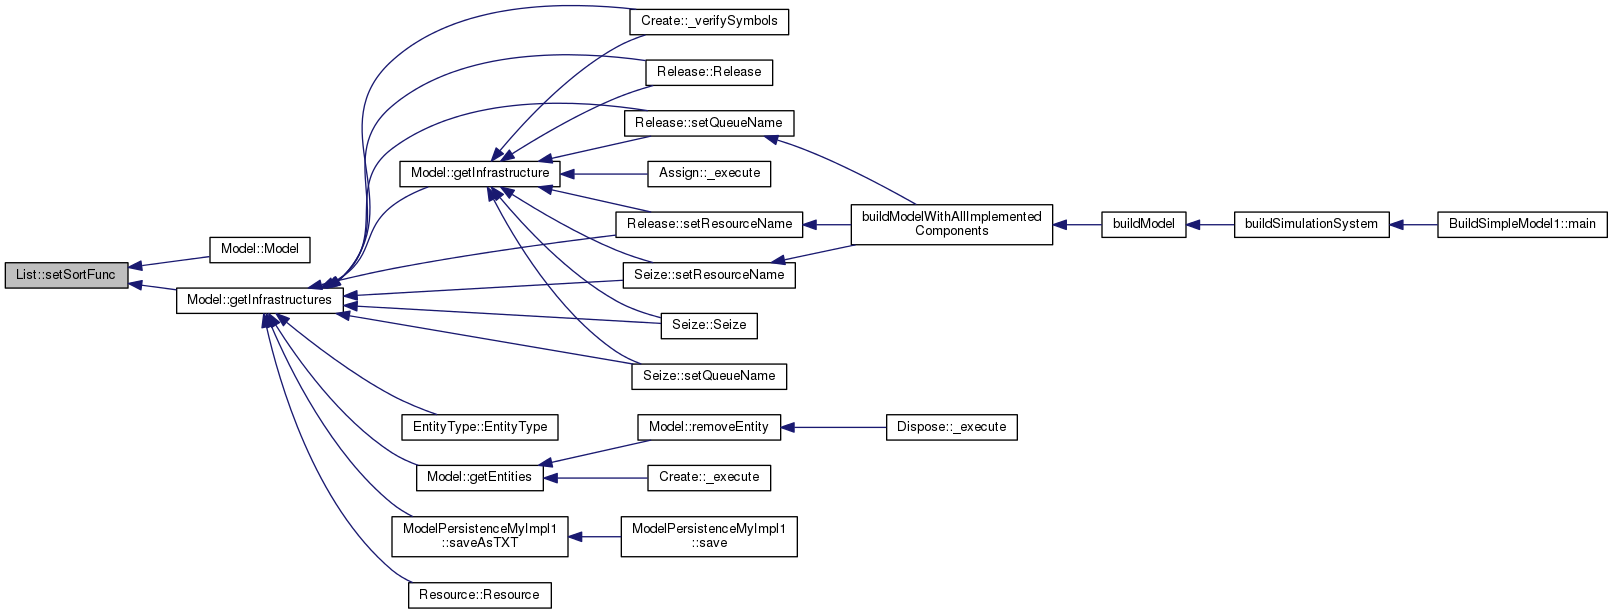 Create::_verifySymbols
Release::Release
Release::setQueueName
Model::getInfrastructure
Assign::_execute
buildModelWithAllImplemented
Components
Release::setResourceName
buildModel
buildSimulationSystem
BuildSimpleModel1::main
Model::Model
List::setSortFunc
Seize::setResourceName
Model::getInfrastructures
Seize::Seize
Seize::setQueueName
EntityType::EntityType
Model::removeEntity
Dispose::_execute
Model::getEntities
Create::_execute
ModelPersistenceMyImpl1
::saveAsTXT
ModelPersistenceMyImpl1
::save
Resource::Resource